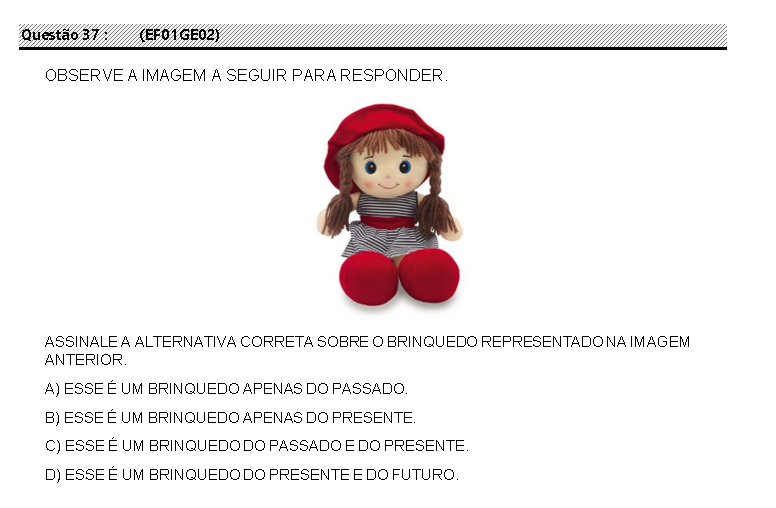 Questão 37 : (EF01GE02)
OBSERVE A IMAGEM A SEGUIR PARA RESPONDER.
ASSINALE A ALTERNATIVA CORRETA SOBRE O BRINQUEDO REPRESENTADO NA IMAGEM
ANTERIOR.
A) ESSE É UM BRINQUEDO APENAS DO PASSADO.
B) ESSE É UM BRINQUEDO APENAS DO PRESENTE.
C) ESSE É UM BRINQUEDO DO PASSADO E DO PRESENTE.
D) ESSE É UM BRINQUEDO DO PRESENTE E DO FUTURO.